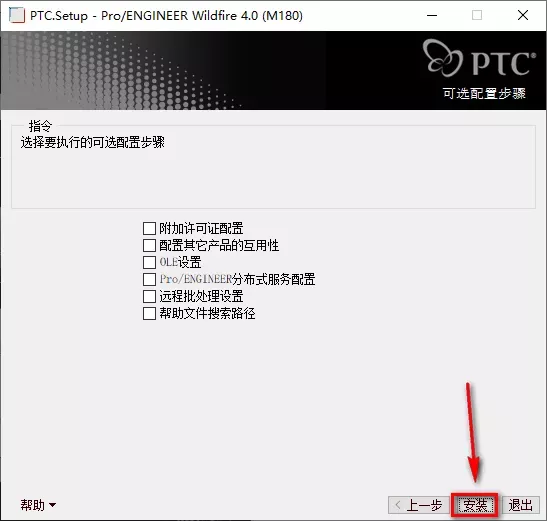 PTC.Setup - Pro/ENGINEER Wildfire 4.0 (M180)
PTC®
可选配置步骤
指令
选择要执行的可选配置步骤
附加许可证配置
配置其它产品的互用性
OLE设置
Pro/ENGINEER分布式服务配置
远程批处理设置
帮助文件搜索路径
帮助
< 上一步 安装 退出